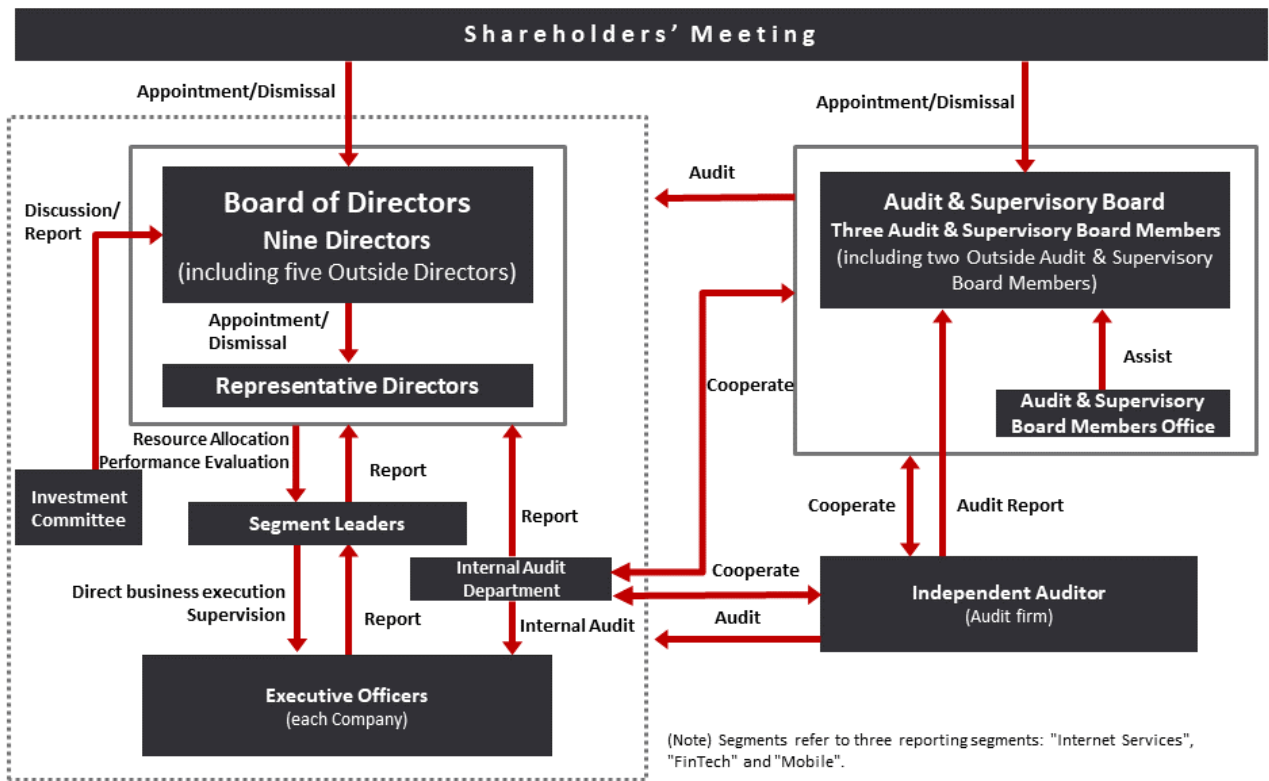 Shareholders' Meeting
Appointment/Dismissal
Appointment/Dismissal
Board of Directors
Nine Directors
(including five Outside Directors)
Discussion/
Report
Audit
Audit & Supervisory Board
Three Audit & Supervisory Board Members
(including two Outside Audit & Supervisory
Board Members)
Appointment/
Dismissal
Representative Directors
Cooperate
Assist
Audit & Supervisory
Board Members Office
Resource Allocation
Performance Evaluation
Report
Investment
Committee
Segment Leaders
Report
Cooperate
Audit Report
Internal Audit
Department
Cooperate
Independent Auditor
(Audit firm)
Direct business execution
Supervision
Report
Internal Audit
Audit
Executive Officers
(each Company)
(Note) Segments refer to three reporting segments: "Internet Services",
"FinTech" and "Mobile".